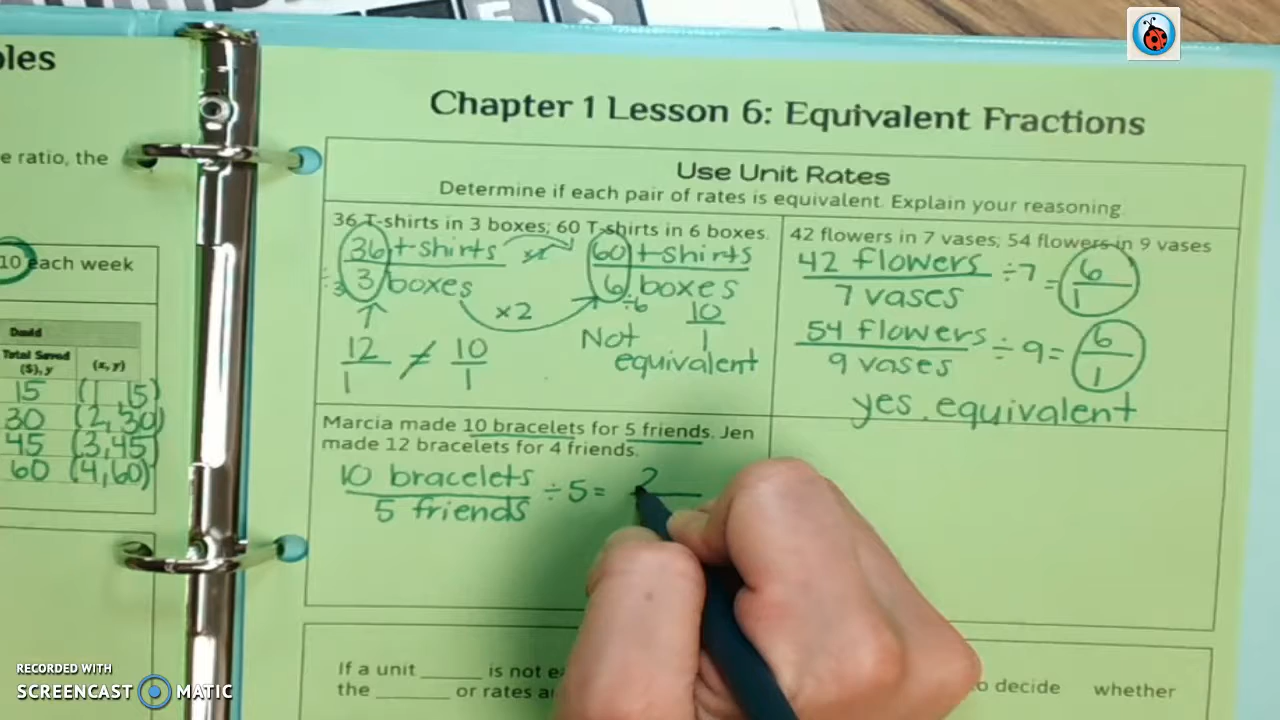 ES
bles
e ratio, the
10 each week
David
Total Saved
($), y
(x, y)
15 (1, 15)
30 (2, 30)
45 (3, 45)
60 (4, 60)
Chapter 1 Lesson 6: Equivalent Fractions
Use Unit Rates
Determine if each pair of rates is equivalent. Explain your reasoning.
36 T-shirts in 3 boxes; 60 T-shirts in 6 boxes.
36 t-shirts
3 boxes
÷3
×2
60 t-shirts
6 boxes
÷6
10
1
12
1
≠
10
1
Not
equivalent
42 flowers in 7 vases; 54 flowers in 9 vases
42 flowers
7 vases
÷7 =
6
1
54 flowers
9 vases
÷ 9 =
6
1
yes, equivalent
Marcia made 10 bracelets for 5 friends. Jen
made 12 bracelets for 4 friends.
10 bracelets
5 friends
÷ 5 =
2
If a unit _____ is not
the ______ or rates
o decide whether
RECORDED WITH
SCREENCAST MATIC